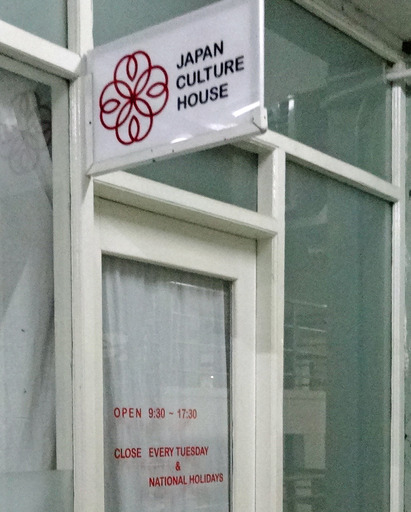 JAPAN
CULTURE
HOUSE
OPEN 9:30 ~ 17:30
CLOSE EVERY TUESDAY
&
NATIONAL HOLIDAYS